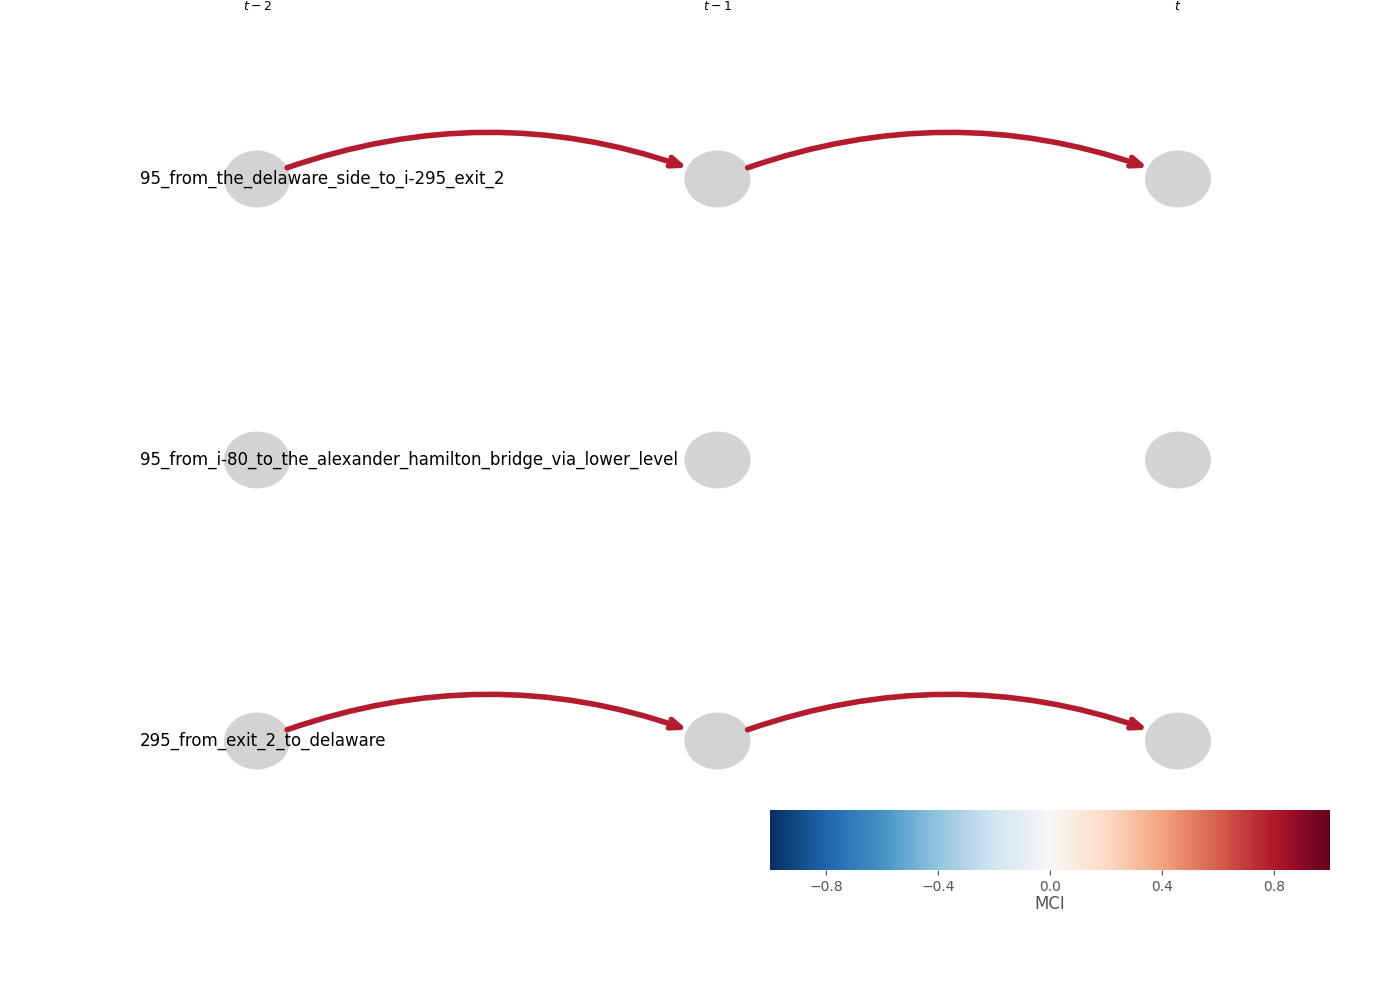 t − 2 t − 1 t
95_from_the_delaware_side_to_i-295_exit_2
95_from_i-80_to_the_alexander_hamilton_bridge_via_lower_level
295_from_exit_2_to_delaware
−0.8 −0.4 0.0 0.4 0.8
MCI